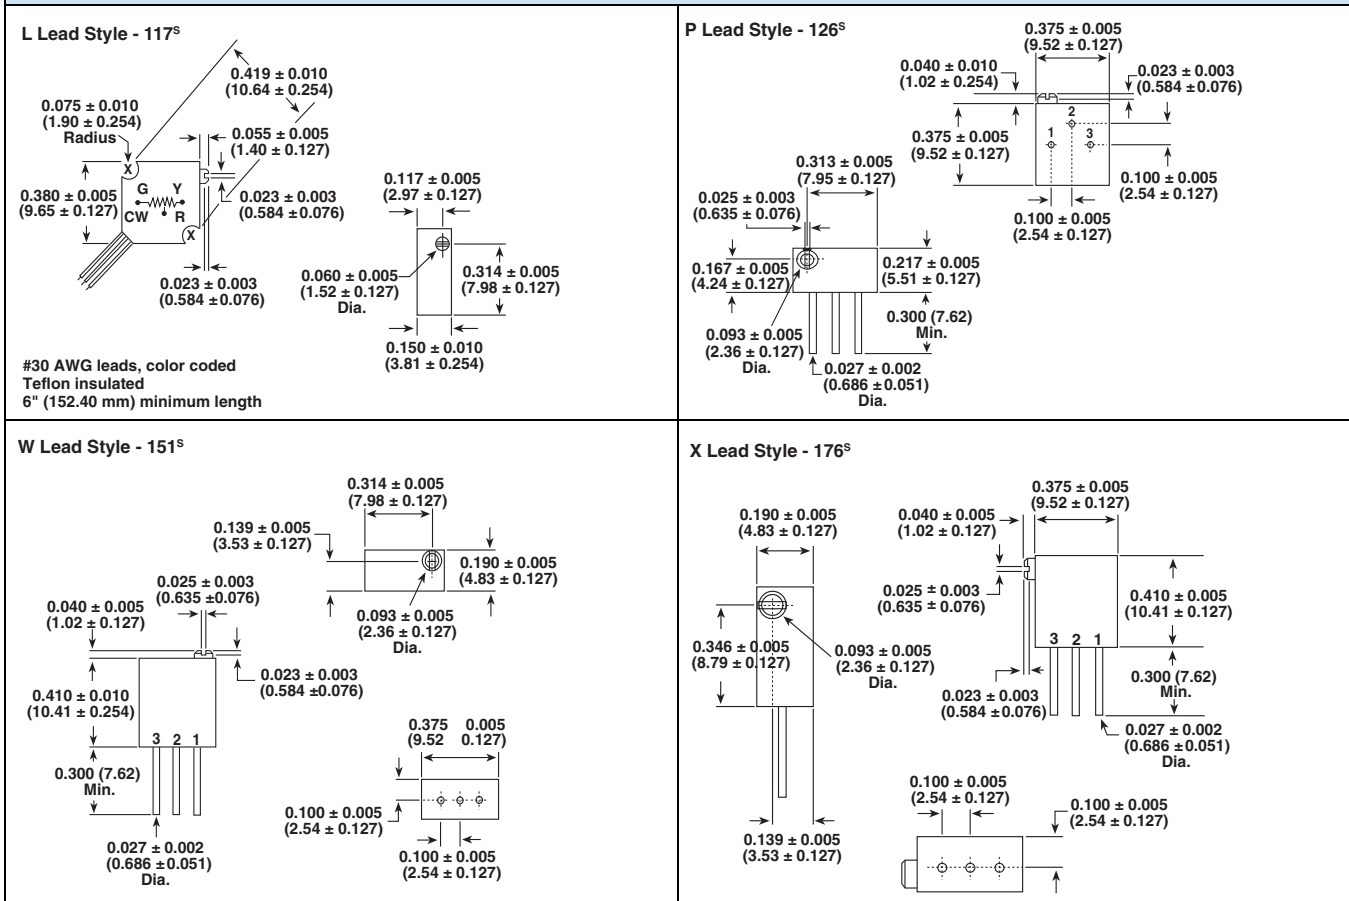 L Lead Style - 117S
0.419 ± 0.010
(10.64 ± 0.254)
0.075 ± 0.010
(1.90 ± 0.254)
Radius
0.055 ± 0.005
(1.40 ± 0.127)
X
G Y
CW R
X
0.380 ± 0.005
(9.65 ± 0.127)
0.023 ± 0.003
(0.584 ±0.076)
0.023 ± 0.003
(0.584 ±0.076)
0.117 ± 0.005
(2.97 ± 0.127)
0.060 ± 0.005
(1.52 ± 0.127)
Dia.
0.314 ± 0.005
(7.98 ± 0.127)
0.150 ± 0.010
(3.81 ± 0.254)
#30 AWG leads, color coded
Teflon insulated
6" (152.40 mm) minimum length
P Lead Style - 126S
0.375 ± 0.005
(9.52 ± 0.127)
0.040 ± 0.010
(1.02 ± 0.254)
0.023 ± 0.003
(0.584 ±0.076)
2
1 3
0.375 ± 0.005
(9.52 ± 0.127)
0.100 ± 0.005
(2.54 ± 0.127)
0.100 ± 0.005
(2.54 ± 0.127)
0.313 ± 0.005
(7.95 ± 0.127)
0.025 ± 0.003
(0.635 ± 0.076)
0.167 ± 0.005
(4.24 ± 0.127)
0.217 ± 0.005
(5.51 ± 0.127)
0.300 (7.62)
Min.
0.093 ± 0.005
(2.36 ± 0.127)
Dia.
0.027 ± 0.002
(0.686 ±0.051)
Dia.
W Lead Style - 151S
0.314 ± 0.005
(7.98 ± 0.127)
0.139 ± 0.005
(3.53 ± 0.127)
0.190 ± 0.005
(4.83 ± 0.127)
0.093 ± 0.005
(2.36 ± 0.127)
Dia.
0.025 ± 0.003
(0.635 ±0.076)
0.040 ± 0.005
(1.02 ± 0.127)
0.023 ± 0.003
(0.584 ±0.076)
0.410 ± 0.010
(10.41 ± 0.254)
3 2 1
0.300 (7.62)
Min.
0.027 ± 0.002
(0.686 ±0.051)
Dia.
0.375 0.005
(9.52 0.127)
0.100 ± 0.005
(2.54 ± 0.127)
0.100 ± 0.005
(2.54 ± 0.127)
X Lead Style - 176S
0.190 ± 0.005
(4.83 ± 0.127)
0.346 ± 0.005
(8.79 ± 0.127)
0.093 ± 0.005
(2.36 ± 0.127)
Dia.
0.139 ± 0.005
(3.53 ± 0.127)
0.375 ± 0.005
(9.52 ± 0.127)
0.040 ± 0.005
(1.02 ± 0.127)
0.025 ± 0.003
(0.635 ± 0.076)
0.410 ± 0.005
(10.41 ± 0.127)
3 2 1
0.023 ± 0.003
(0.584 ±0.076)
0.300 (7.62)
Min.
0.027 ± 0.002
(0.686 ±0.051)
Dia.
0.100 ± 0.005
(2.54 ± 0.127)
0.100 ± 0.005
(2.54 ± 0.127)